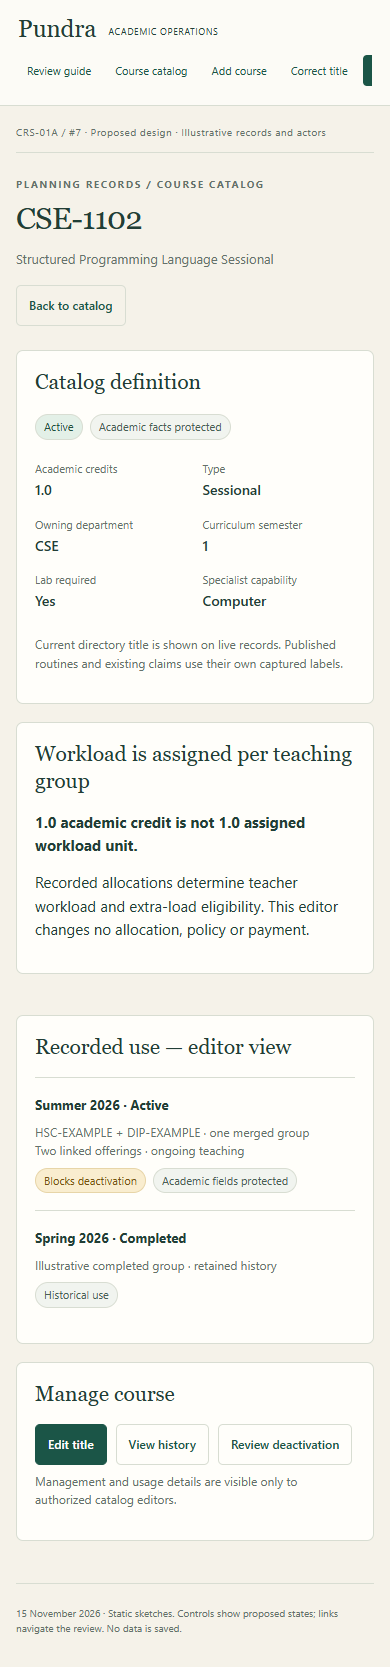 Pundra ACADEMIC OPERATIONS
Review guide Course catalog Add course Correct title
CRS-01A / #7 · Proposed design · Illustrative records and actors
PLANNING RECORDS / COURSE CATALOG
CSE-1102
Structured Programming Language Sessional
Back to catalog
Catalog definition
Active Academic facts protected
Academic credits Type
1.0 Sessional
Owning department Curriculum semester
CSE 1
Lab required Specialist capability
Yes Computer
Current directory title is shown on live records. Published
routines and existing claims use their own captured labels.
Workload is assigned per teaching
group
1.0 academic credit is not 1.0 assigned
workload unit.
Recorded allocations determine teacher
workload and extra-load eligibility. This editor
changes no allocation, policy or payment.
Recorded use — editor view
Summer 2026 · Active
HSC-EXAMPLE + DIP-EXAMPLE · one merged group
Two linked offerings · ongoing teaching
Blocks deactivation Academic fields protected
Spring 2026 · Completed
Illustrative completed group · retained history
Historical use
Manage course
Edit title View history Review deactivation
Management and usage details are visible only to
authorized catalog editors.
15 November 2026 · Static sketches. Controls show proposed states; links
navigate the review. No data is saved.